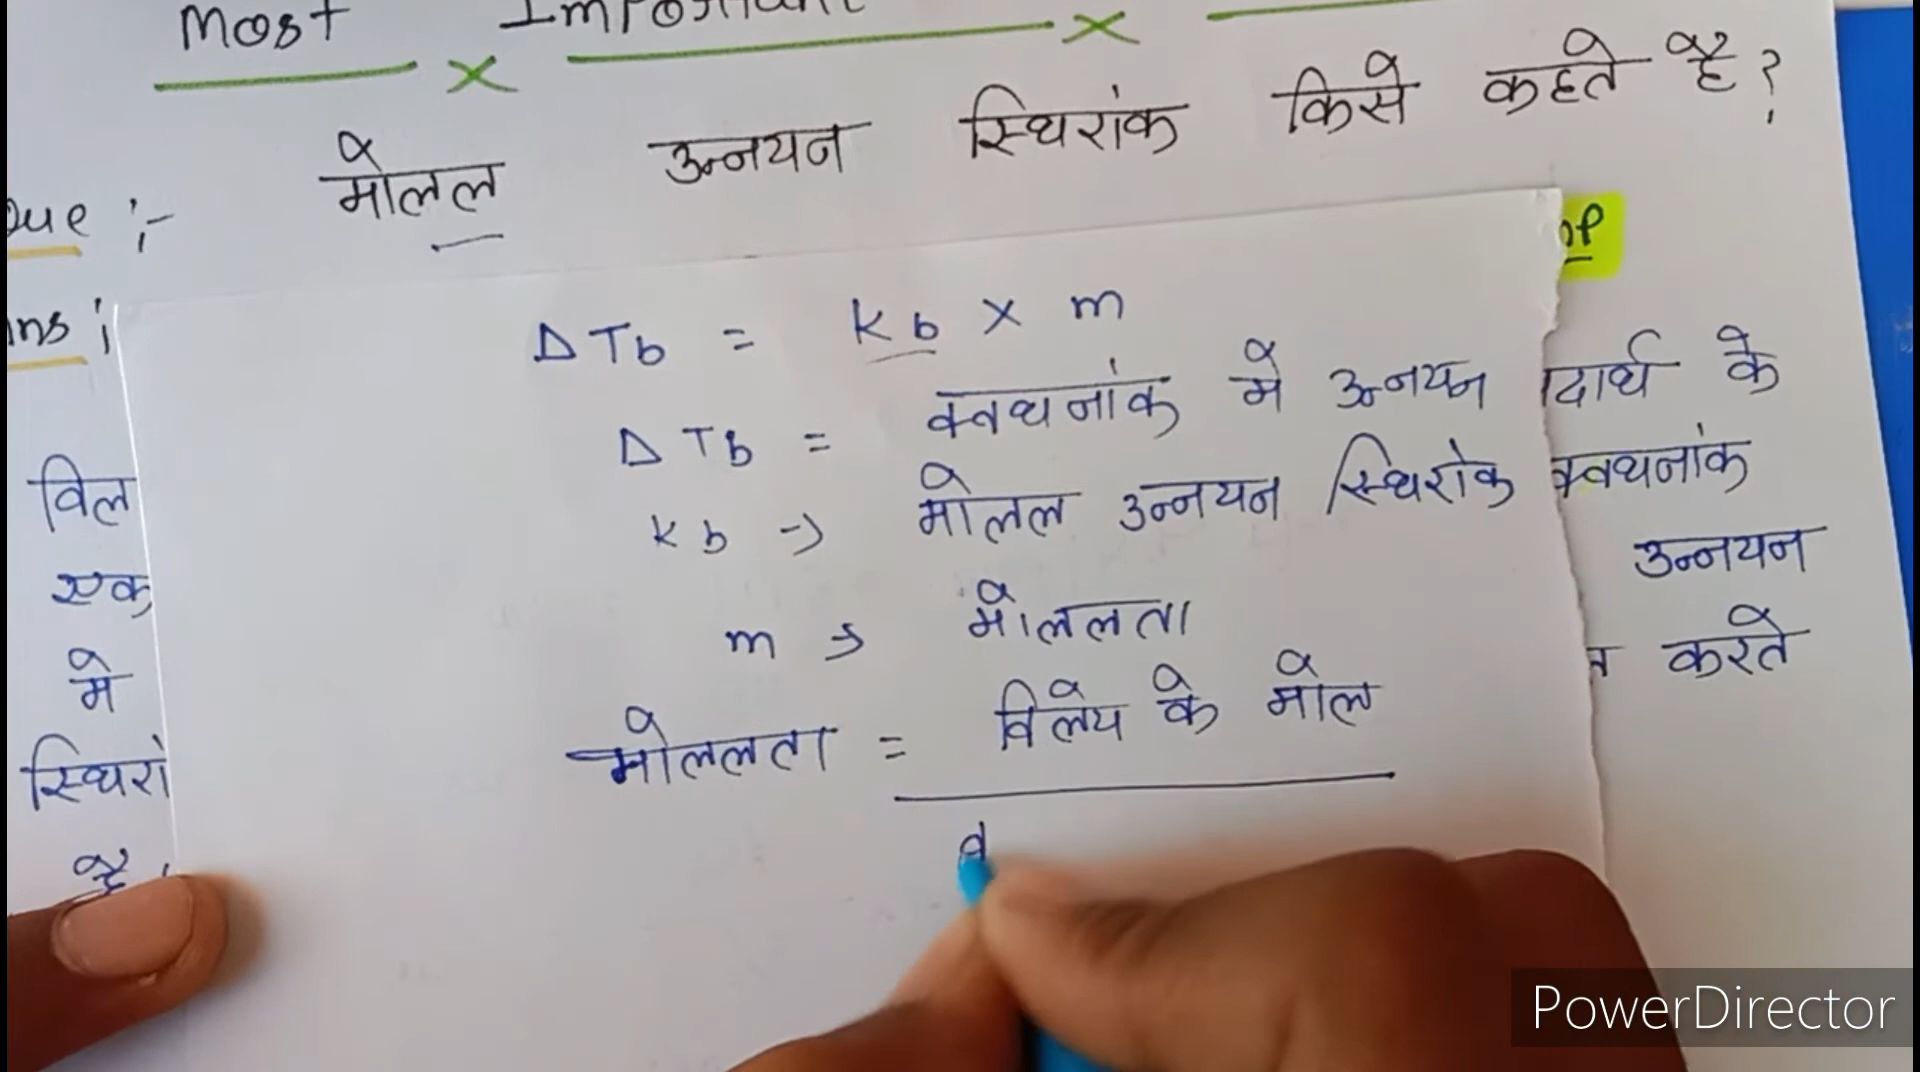 Most
मोलल उन्नयन स्थिरांक किसे कहते है?
Que :-
Ans :
ΔTb = Kb × m
ΔTb = क्वथनांक मे उन्नयन
के
विल
Kb → मोलल उन्नयन स्थिरांक
क्वथनांक
एक
उन्नयन
m → मोललता
मे
करते
मोललता = विलेय के मोल
स्थिरां
है।
PowerDirector